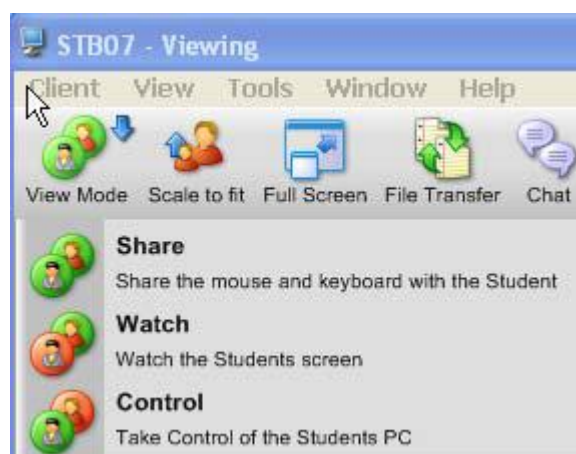 STB07 - Viewing
Client View Tools Window Help
View Mode Scale to fit Full Screen File Transfer Chat
Share
Share the mouse and keyboard with the Student
Watch
Watch the Students screen
Control
Take Control of the Students PC